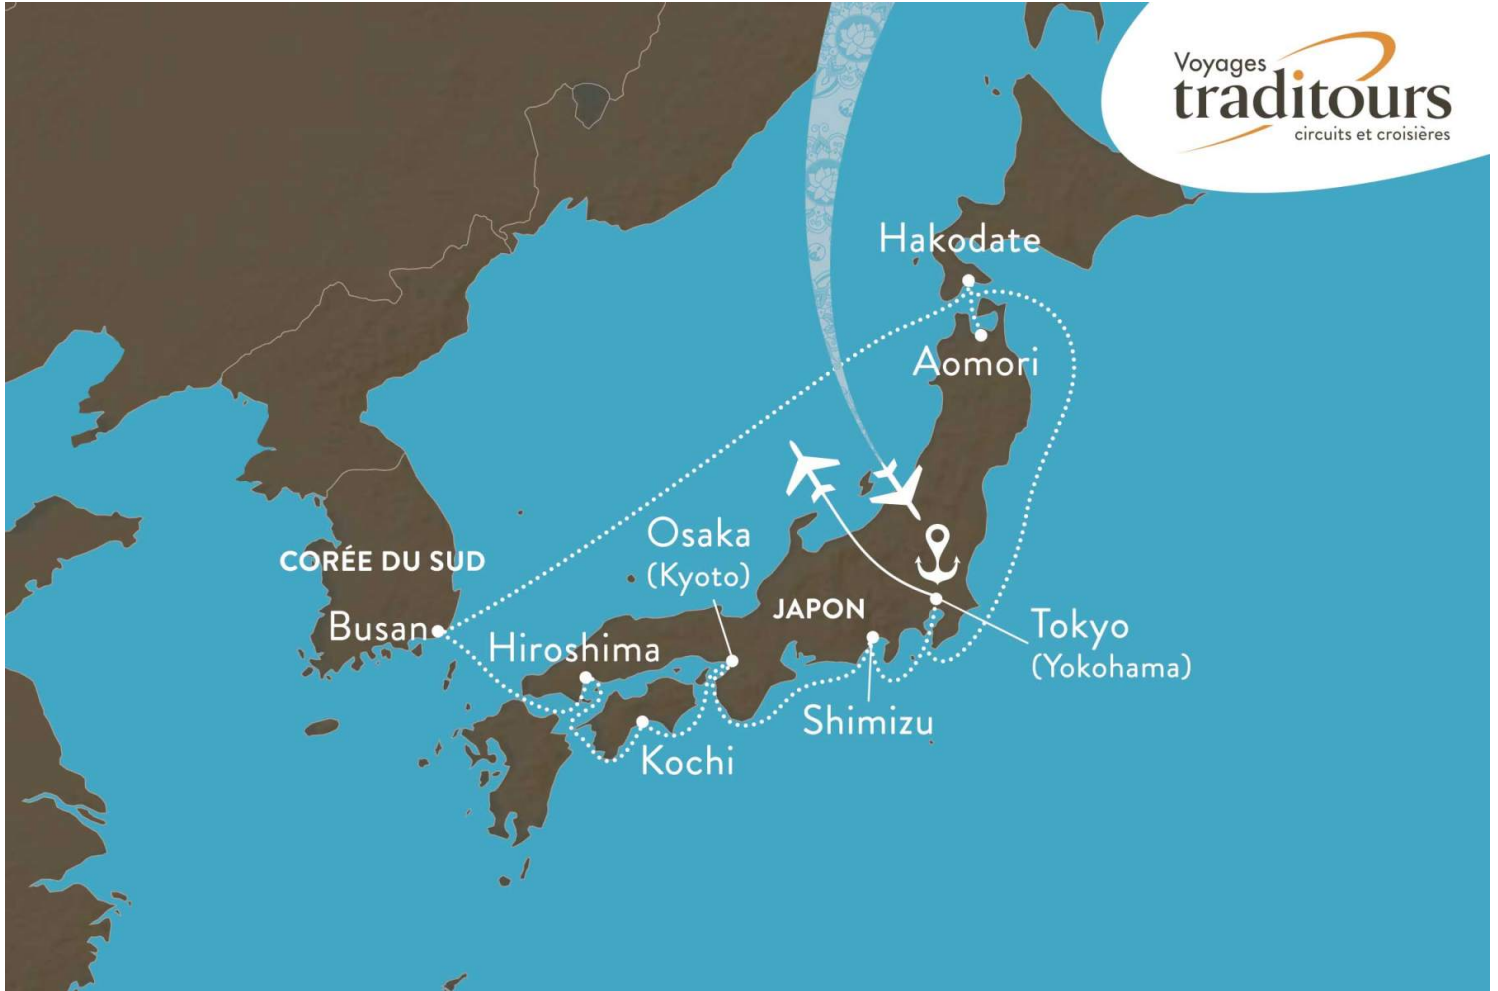 Voyages
traditours
circuits et croisières
Hakodate
Aomori
Osaka
(Kyoto)
CORÉE DU SUD
JAPON
Busan
Hiroshima
Tokyo
(Yokohama)
Shimizu
Kochi